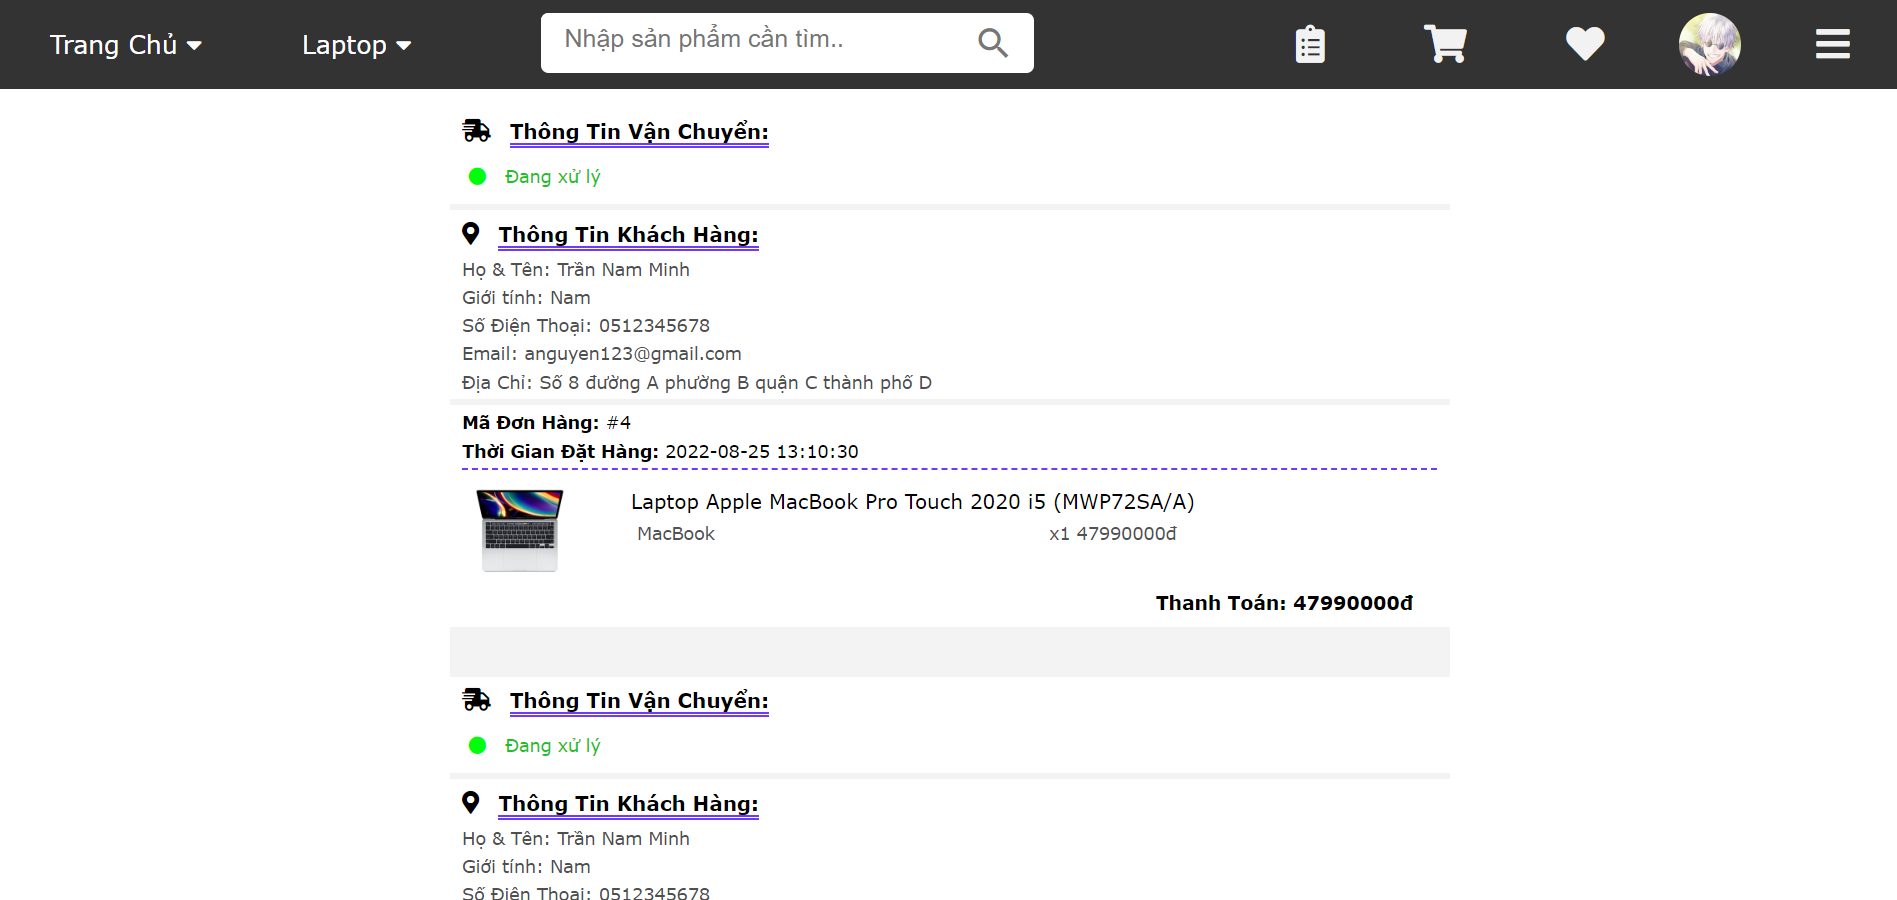 Trang Chủ
Laptop
Nhập sản phẩm cần tìm..
Thông Tin Vận Chuyển:
Đang xử lý
Thông Tin Khách Hàng:
Họ & Tên: Trần Nam Minh
Giới tính: Nam
Số Điện Thoại: 0512345678
Email: anguyen123@gmail.com
Địa Chỉ: Số 8 đường A phường B quận C thành phố D
Mã Đơn Hàng: #4
Thời Gian Đặt Hàng: 2022-08-25 13:10:30
Laptop Apple MacBook Pro Touch 2020 i5 (MWP72SA/A)
MacBook x1 47990000đ
Thanh Toán: 47990000đ
Thông Tin Vận Chuyển:
Đang xử lý
Thông Tin Khách Hàng:
Họ & Tên: Trần Nam Minh
Giới tính: Nam
Số Điện Thoại: 0512345678